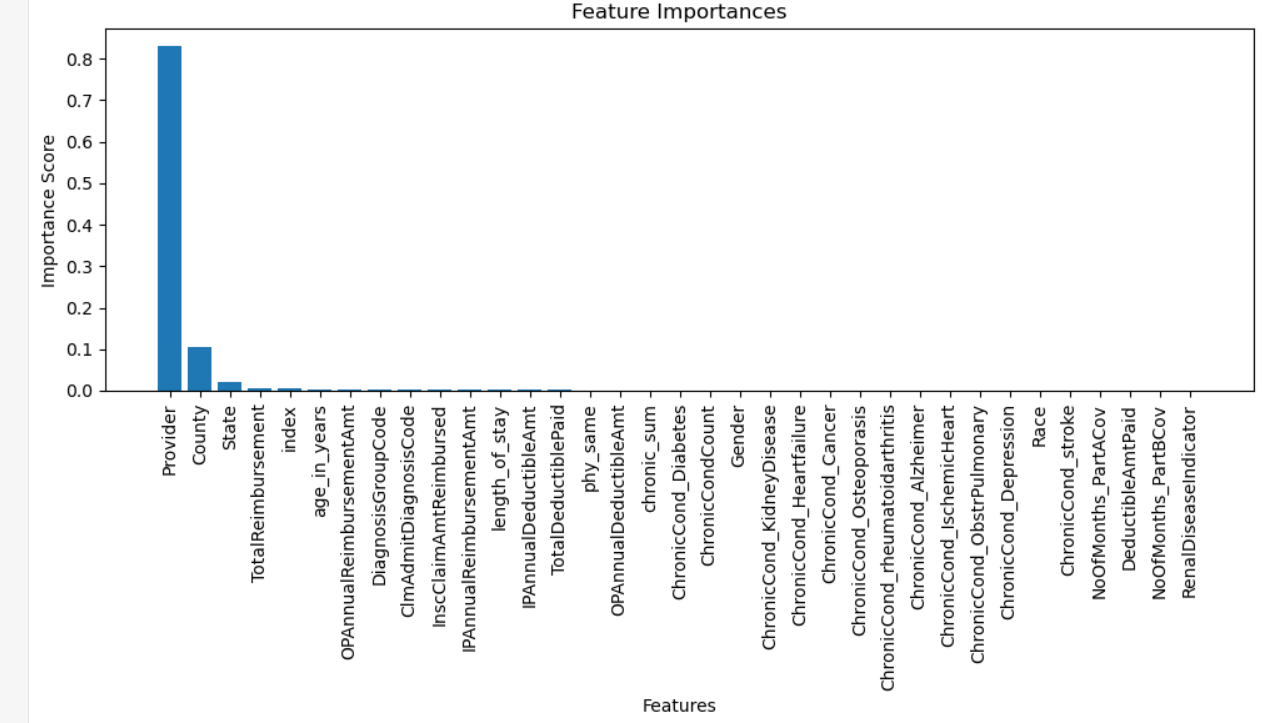 Feature Importances
Importance Score
0.8
0.7
0.6
0.5
0.4
0.3
0.2
0.1
0.0
Provider
County
State
TotalReimbursement
index
age_in_years
OPAnnualReimbursementAmt
DiagnosisGroupCode
ClmAdmitDiagnosisCode
InscClaimAmtReimbursed
IPAnnualReimbursementAmt
length_of_stay
IPAnnualDeductibleAmt
TotalDeductiblePaid
phy_same
OPAnnualDeductibleAmt
chronic_sum
ChronicCond_Diabetes
ChronicCondCount
Gender
ChronicCond_KidneyDisease
ChronicCond_Heartfailure
ChronicCond_Cancer
ChronicCond_Osteoporasis
ChronicCond_rheumatoidarthritis
ChronicCond_Alzheimer
ChronicCond_IschemicHeart
ChronicCond_ObstrPulmonary
ChronicCond_Depression
Race
ChronicCond_stroke
NoOfMonths_PartACov
DeductibleAmtPaid
NoOfMonths_PartBCov
RenalDiseaseIndicator
Features